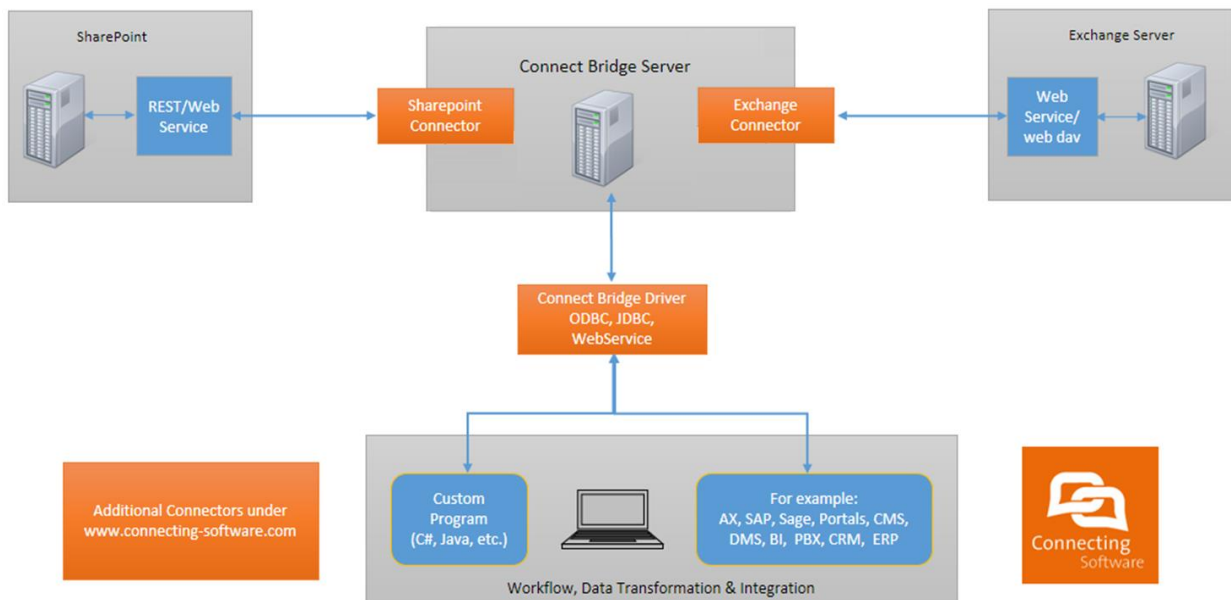 SharePoint
REST/Web
Service
Connect Bridge Server
Sharepoint
Connector
Exchange
Connector
Exchange Server
Web
Service/
web dav
Connect Bridge Driver
ODBC, JDBC,
WebService
Additional Connectors under
www.connecting-software.com
Custom
Program
(C#, Java, etc.)
For example:
AX, SAP, Sage, Portals, CMS,
DMS, BI, PBX, CRM, ERP
Workflow, Data Transformation & Integration
Connecting
Software